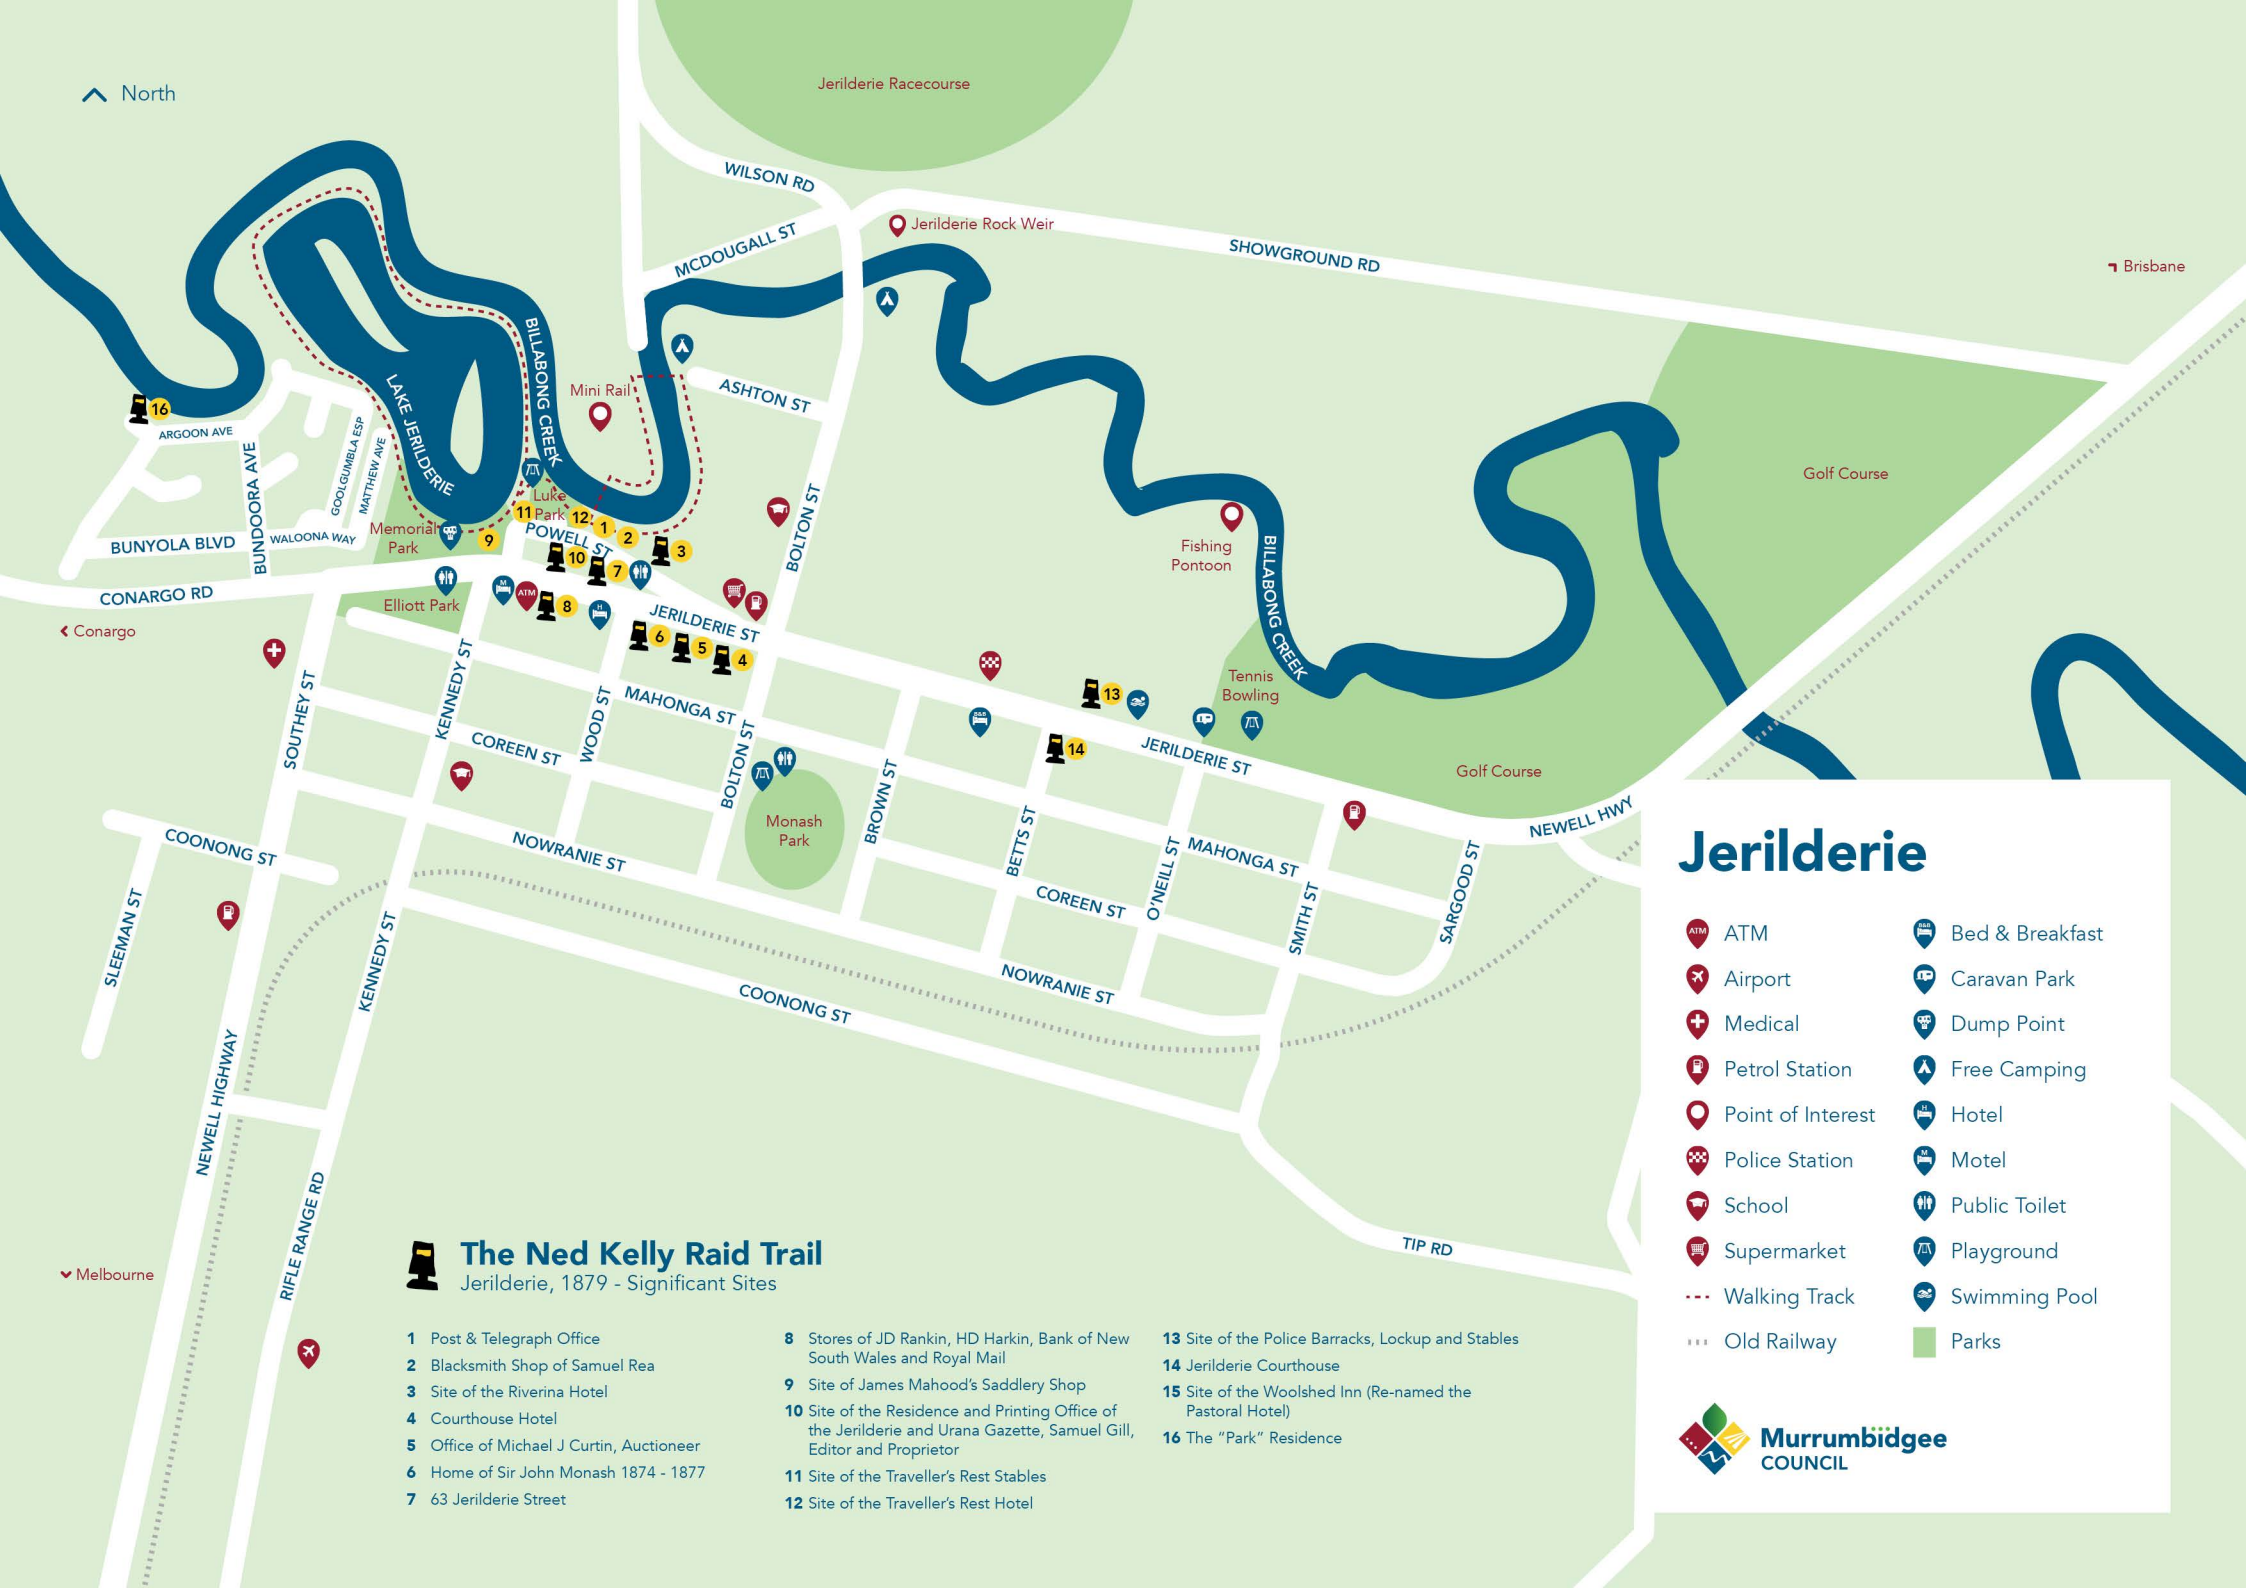 North
Jerilderie Racecourse
WILSON RD
MCDOUGALL ST
Jerilderie Rock Weir
SHOWGROUND RD
Brisbane
BILLABONG CREEK
LAKE JERILDERIE
Mini Rail
ASHTON ST
16
ARGOON AVE
BUNDOORA AVE
GOOLGUMBLA ESP
MATTHEW AVE
BUNYOLA BLVD
WALOONA WAY
Memorial
Park
9
11
Luke
Park
12
1
2
3
POWELL ST
10
7
BOLTON ST
Golf Course
Fishing
Pontoon
BILLABONG CREEK
CONARGO RD
Conargo
Elliott Park
M
ATM
8
H
JERILDERIE ST
6
5
4
SOUTHEY ST
KENNEDY ST
MAHONGA ST
WOOD ST
COREEN ST
BOLTON ST
B&B
13
14
Tennis
Bowling
JERILDERIE ST
Golf Course
NEWELL HWY
Monash
Park
BROWN ST
BETTS ST
O'NEILL ST
MAHONGA ST
SMITH ST
SARGOOD ST
COONONG ST
NOWRANIE ST
COREEN ST
SLEEMAN ST
KENNEDY ST
COONONG ST
NOWRANIE ST
NEWELL HIGHWAY
RIFLE RANGE RD
Melbourne
TIP RD
The Ned Kelly Raid Trail
Jerilderie, 1879 - Significant Sites
1 Post & Telegraph Office
2 Blacksmith Shop of Samuel Rea
3 Site of the Riverina Hotel
4 Courthouse Hotel
5 Office of Michael J Curtin, Auctioneer
6 Home of Sir John Monash 1874 - 1877
7 63 Jerilderie Street
8 Stores of JD Rankin, HD Harkin, Bank of New
South Wales and Royal Mail
9 Site of James Mahood's Saddlery Shop
10 Site of the Residence and Printing Office of
the Jerilderie and Urana Gazette, Samuel Gill,
Editor and Proprietor
11 Site of the Traveller's Rest Stables
12 Site of the Traveller's Rest Hotel
13 Site of the Police Barracks, Lockup and Stables
14 Jerilderie Courthouse
15 Site of the Woolshed Inn (Re-named the
Pastoral Hotel)
16 The "Park" Residence
Jerilderie
ATM ATM
Airport
Medical
Petrol Station
Point of Interest
Police Station
School
Supermarket
Walking Track
Old Railway
B&B Bed & Breakfast
Caravan Park
Dump Point
Free Camping
H Hotel
M Motel
Public Toilet
Playground
Swimming Pool
Parks
Murrumbidgee
COUNCIL